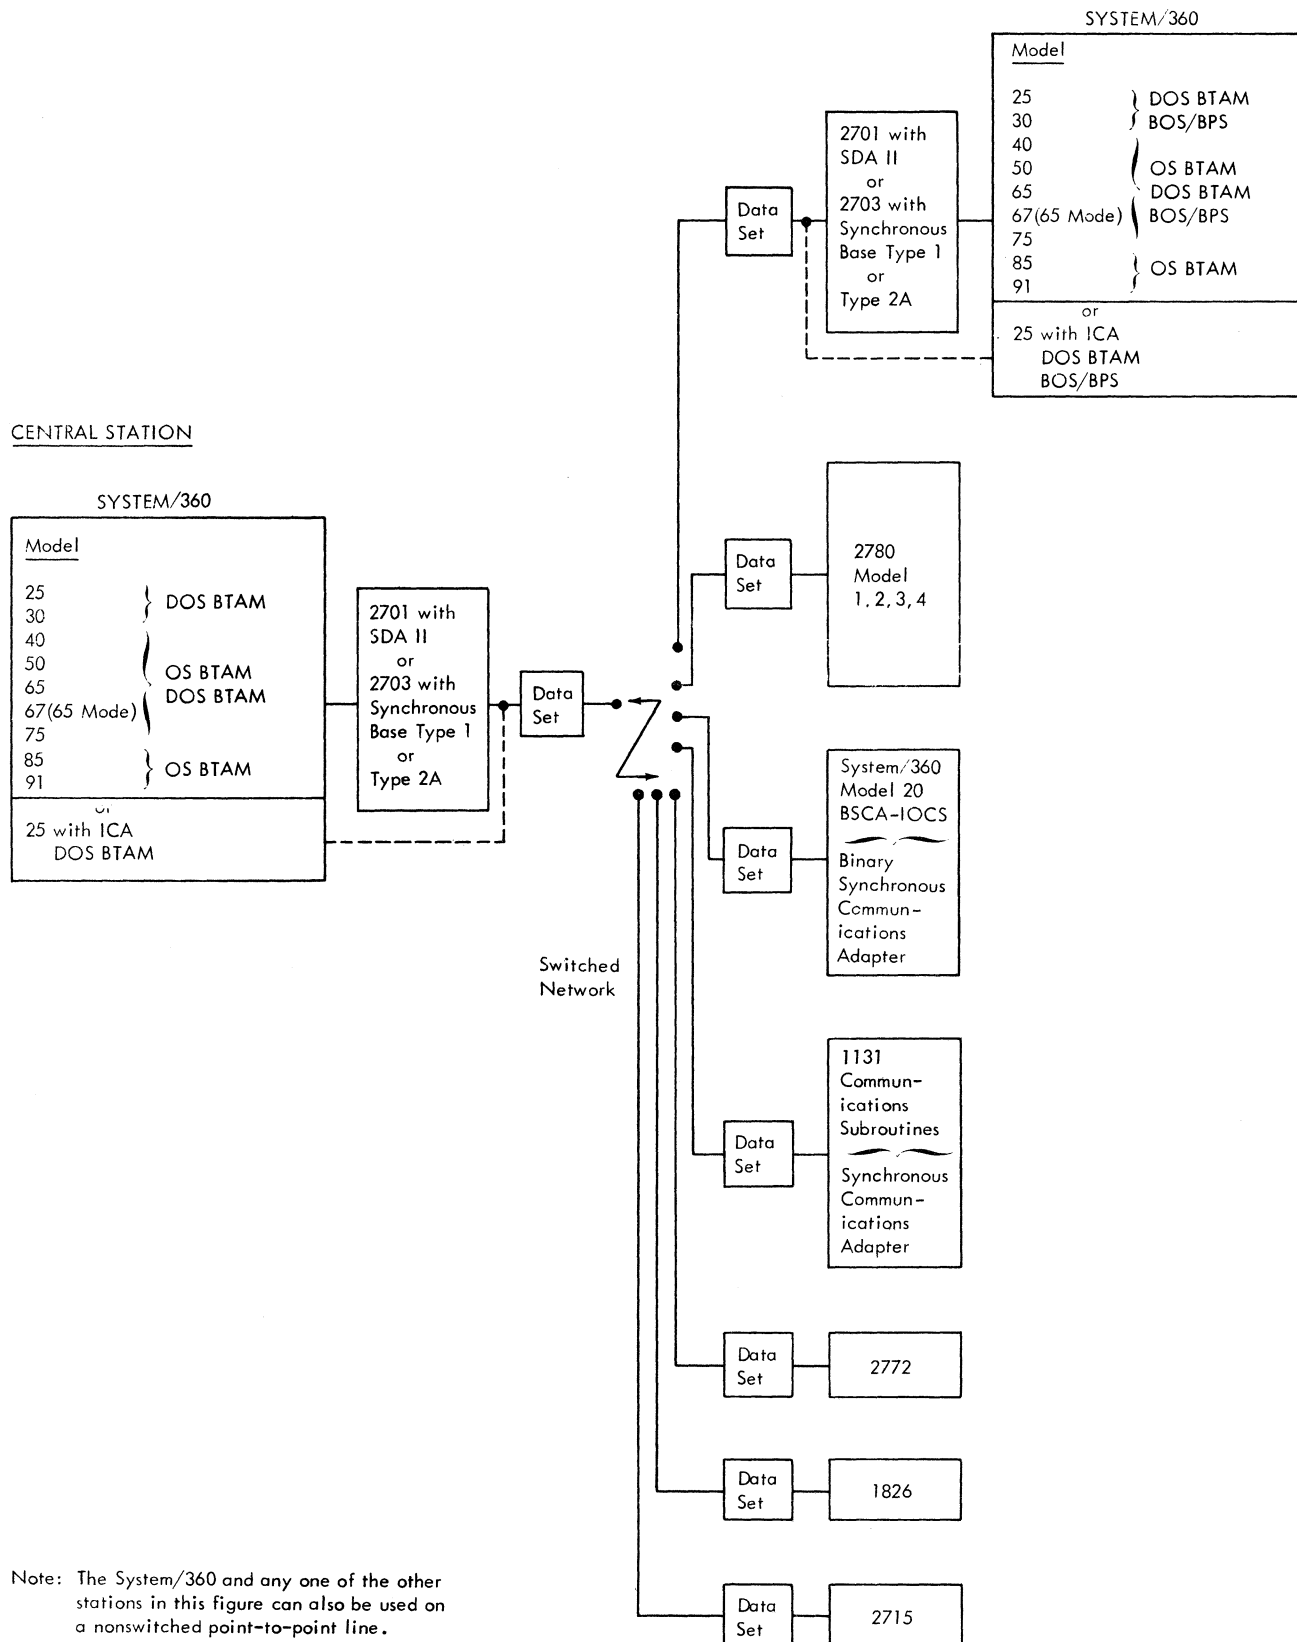 SYSTEM/360
Model
25
30
40
50
65
67(65 Mode)
75
85
91
DOS BTAM
BOS/BPS
OS BTAM
DOS BTAM
BOS/BPS
OS BTAM
or
25 with ICA
DOS BTAM
BOS/BPS
2701 with
SDA II
or
2703 with
Synchronous
Base Type 1
or
Type 2A
Data
Set
CENTRAL STATION
SYSTEM/360
Model
25
30
40
50
65
67(65 Mode)
75
85
91
DOS BTAM
OS BTAM
DOS BTAM
OS BTAM
or
25 with ICA
DOS BTAM
2701 with
SDA II
or
2703 with
Synchronous
Base Type 1
or
Type 2A
Data
Set
Data
Set
2780
Model
1,2,3,4
Data
Set
System/360
Model 20
BSCA-IOCS
Binary
Synchronous
Commun-
ications
Adapter
Switched
Network
Data
Set
1131
Commun-
ications
Subroutines
Synchronous
Commun-
ications
Adapter
Data
Set
2772
Data
Set
1826
Data
Set
2715
Note: The System/360 and any one of the other
stations in this figure can also be used on
a nonswitched point-to-point line.